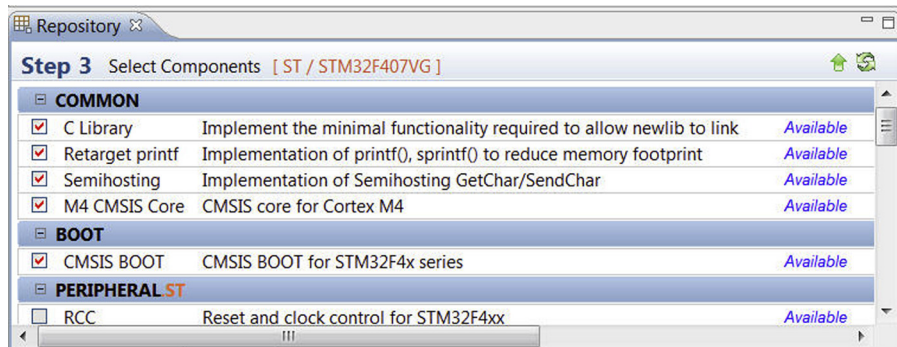 Repository
Step 3 Select Components [ ST / STM32F407VG ]
COMMON
C Library Implement the minimal functionality required to allow newlib to link Available
Retarget printf Implementation of printf(), sprintf() to reduce memory footprint Available
Semihosting Implementation of Semihosting GetChar/SendChar Available
M4 CMSIS Core CMSIS core for Cortex M4 Available
BOOT
CMSIS BOOT CMSIS BOOT for STM32F4x series Available
PERIPHERAL.ST
RCC Reset and clock control for STM32F4xx Available